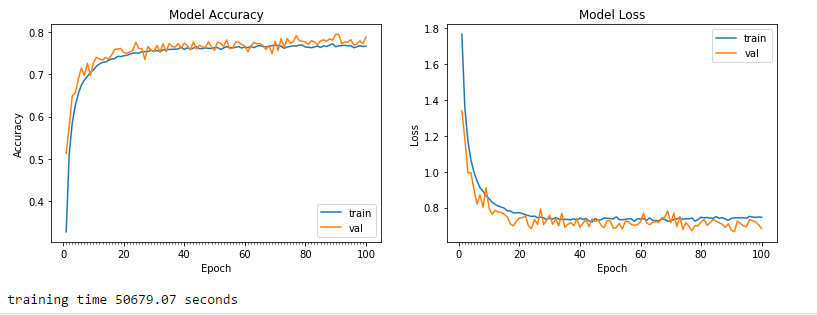 Model Accuracy
0.8
0.7
0.6
0.5
0.4
Accuracy
0
20
40
60
80
100
Epoch
train
val
Model Loss
1.8
1.6
1.4
1.2
1.0
0.8
Loss
0
20
40
60
80
100
Epoch
train
val
training time 50679.07 seconds